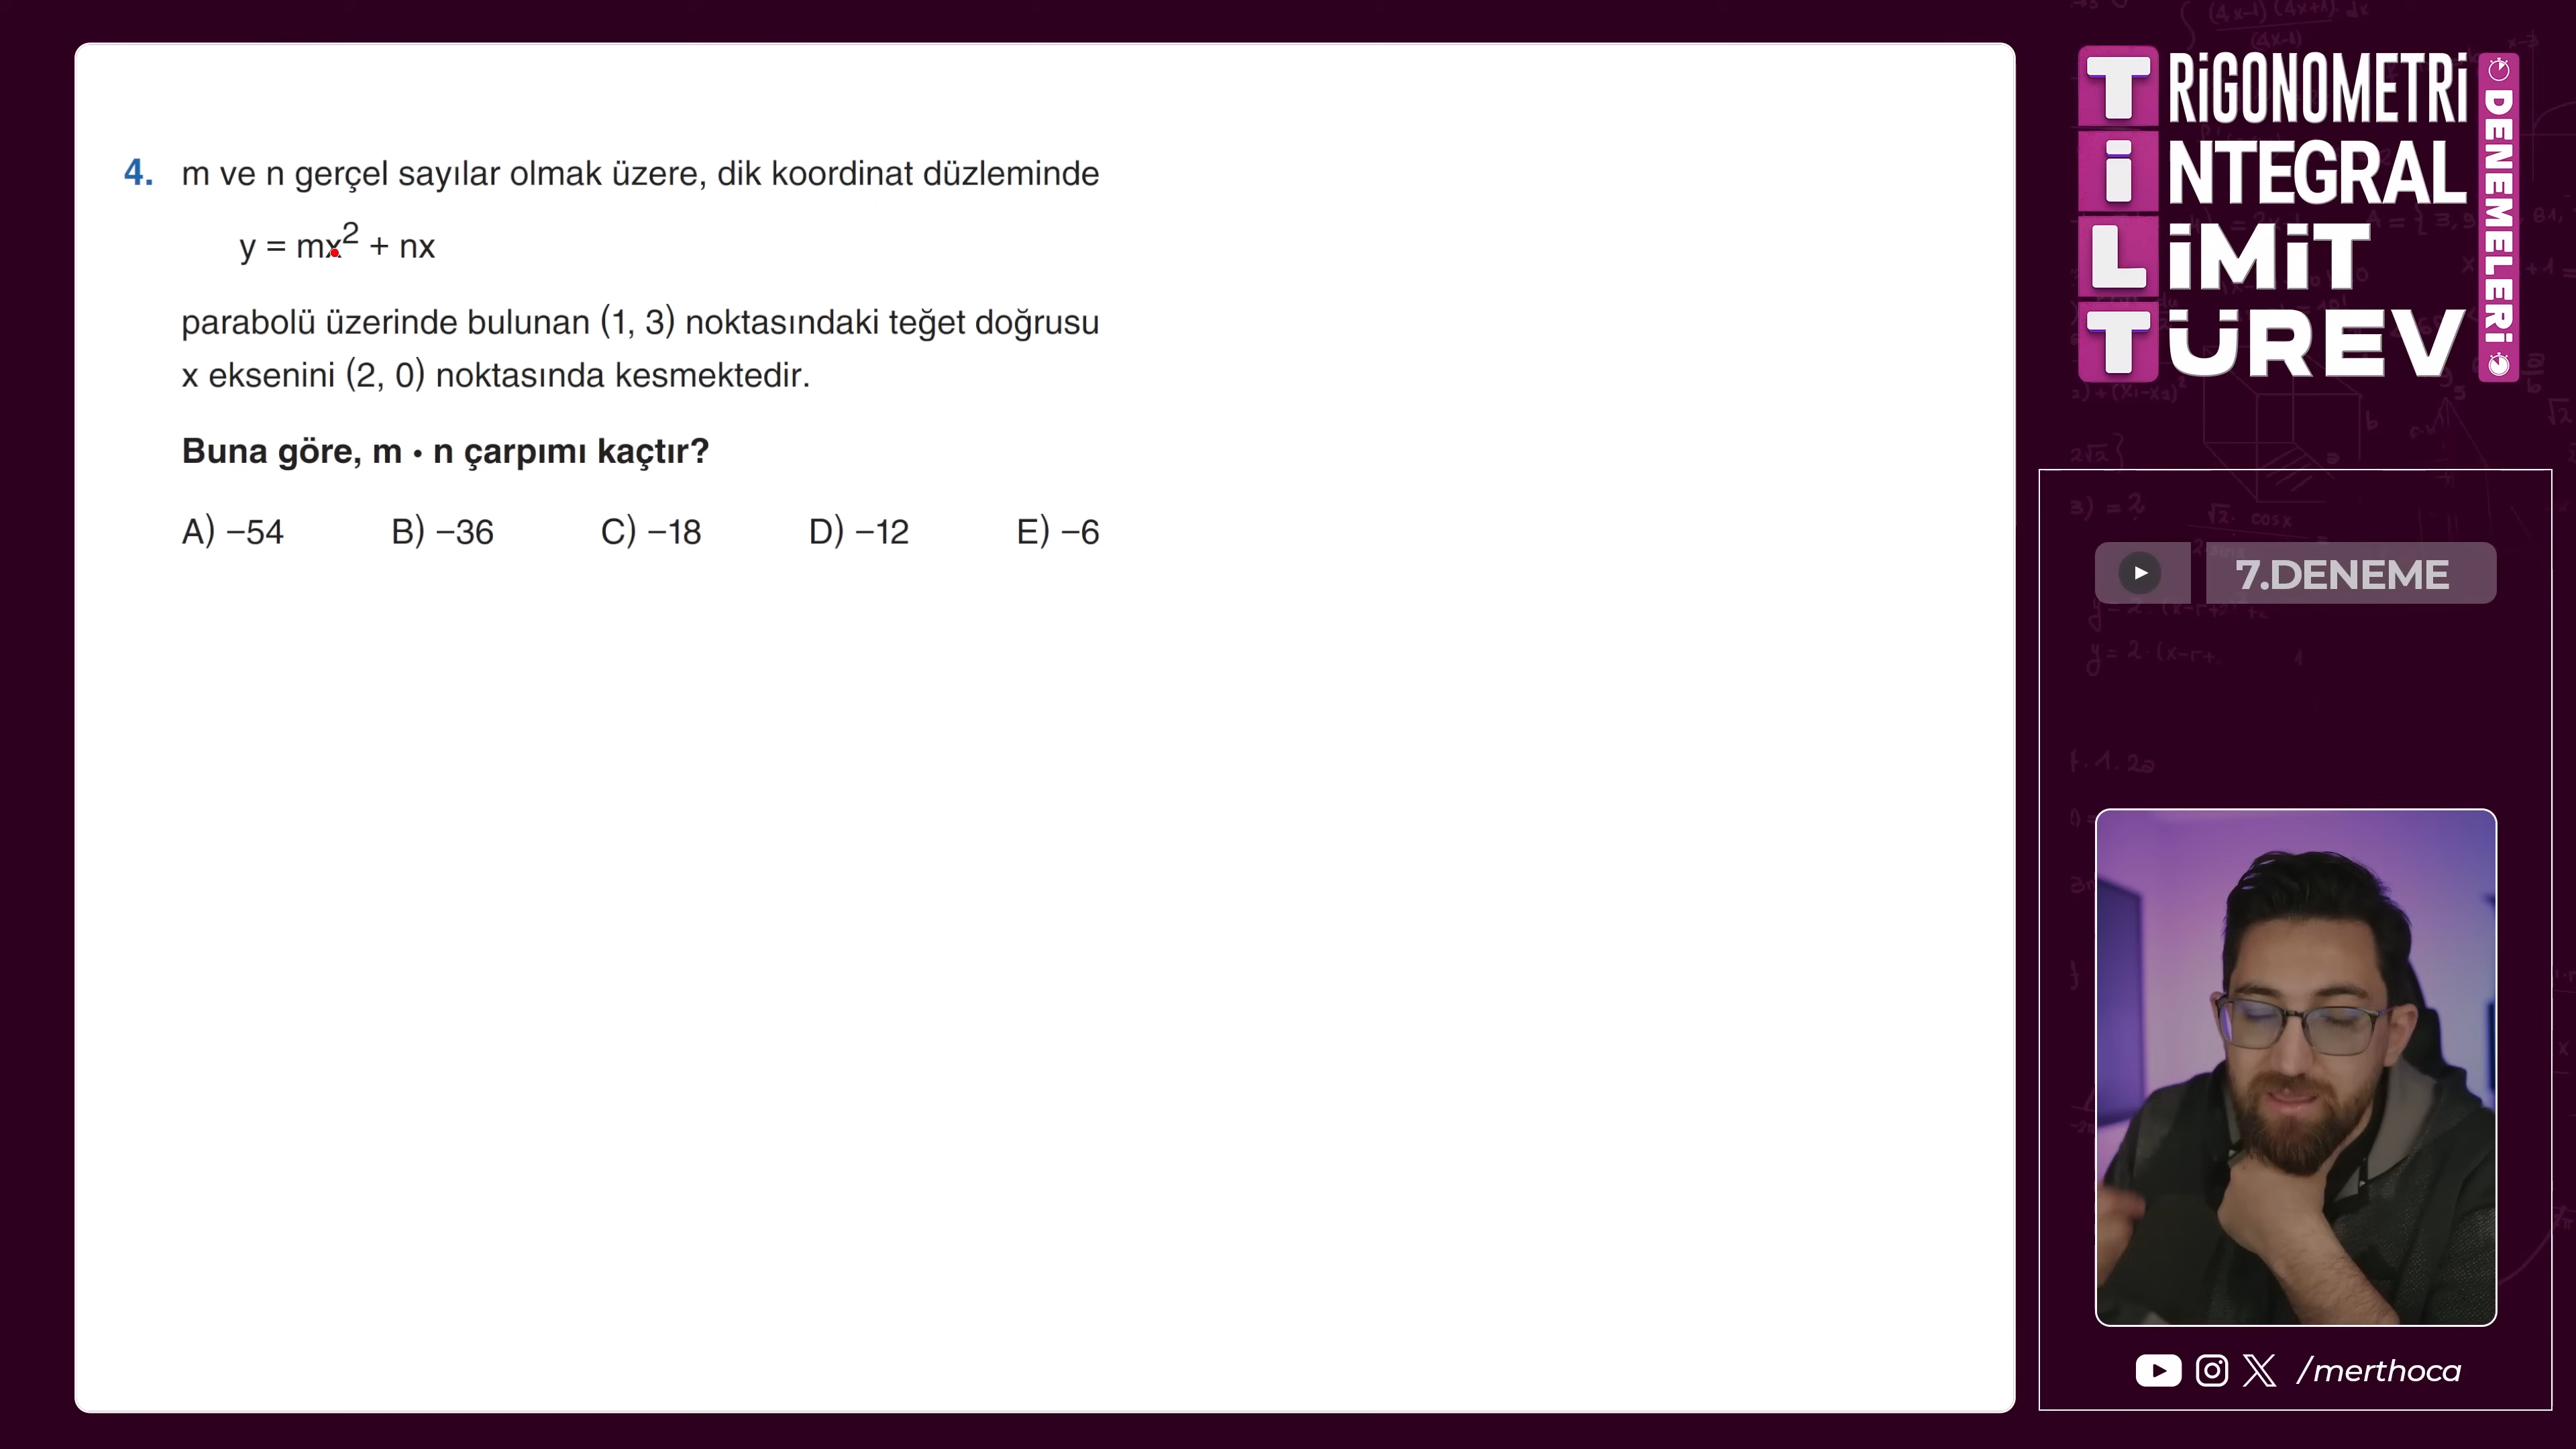 4. m ve n gerçel sayılar olmak üzere, dik koordinat düzleminde
y = mx² + nx
parabolü üzerinde bulunan (1, 3) noktasındaki teğet doğrusu
x eksenini (2, 0) noktasında kesmektedir.
Buna göre, m • n çarpımı kaçtır?
A) –54 B) –36 C) –18 D) –12 E) –6
TRiGONOMETRi
iNTEGRAL
LiMiT
TÜREV
DENEMELERi
7.DENEME
/merthoca